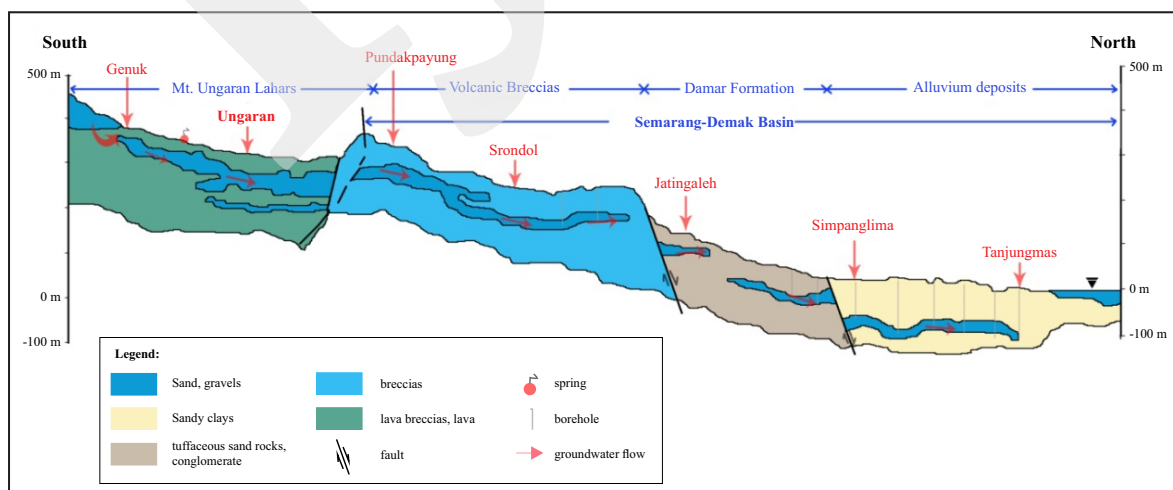 South
North
Pundakpayung
Genuk
500 m
500 m
Mt. Ungaran Lahars
Volcanic Breccias
Damar Formation
Alluvium deposits
Ungaran
Semarang-Demak Basin
Srondol
Jatingaleh
Simpanglima
Tanjungmas
0 m
0 m
-100 m
-100 m
Legend:
Sand, gravels
breccias
spring
Sandy clays
lava breccias, lava
borehole
tuffaceous sand rocks,
conglomerate
fault
groundwater flow